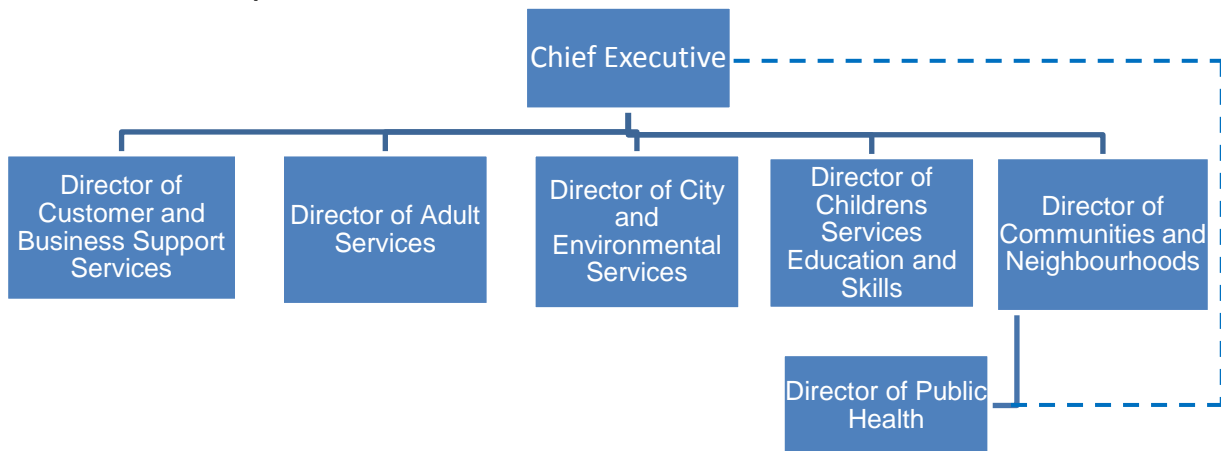 Chief Executive
Director of
Customer and
Business Support
Services
Director of Adult
Services
Director of City
and
Environmental
Services
Director of
Childrens
Services
Education and
Skills
Director of
Communities and
Neighbourhoods
Director of Public
Health